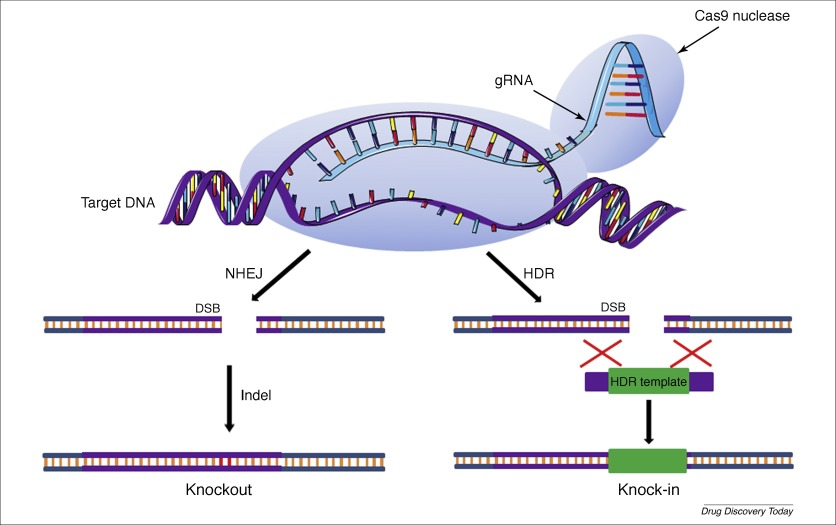 Cas9 nuclease
gRNA
Target DNA
NHEJ
HDR
DSB
DSB
HDR template
Indel
Knockout
Knock-in
Drug Discovery Today